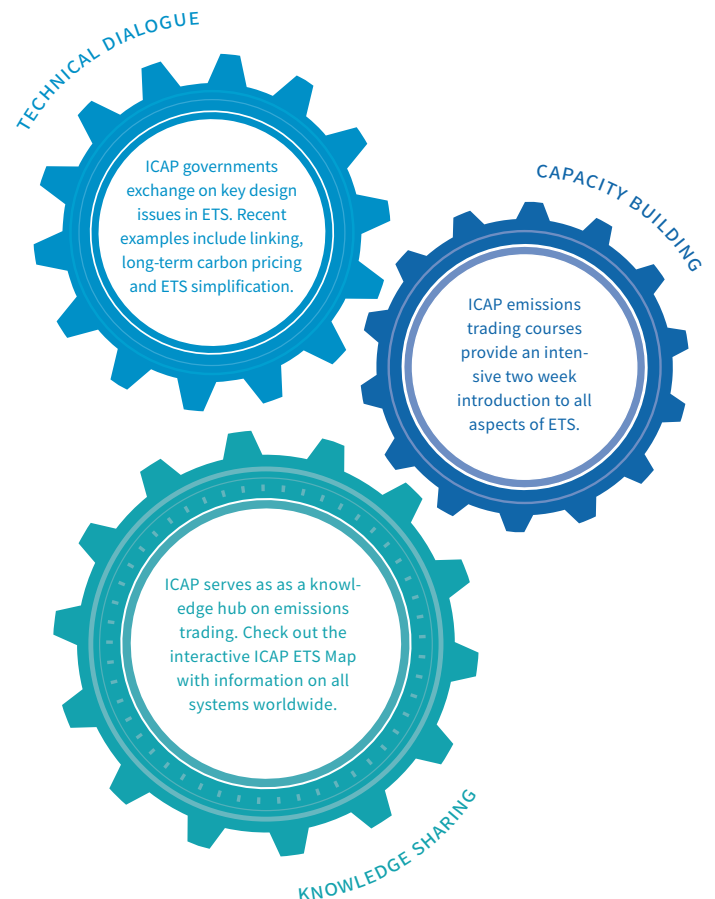 TECHNICAL DIALOGUE
ICAP governments
exchange on key design
issues in ETS. Recent
examples include linking,
long-term carbon pricing
and ETS simplification.
CAPACITY BUILDING
ICAP emissions
trading courses
provide an inten-
sive two week
introduction to all
aspects of ETS.
ICAP serves as as a knowl-
edge hub on emissions
trading. Check out the
interactive ICAP ETS Map
with information on all
systems worldwide.
KNOWLEDGE SHARING